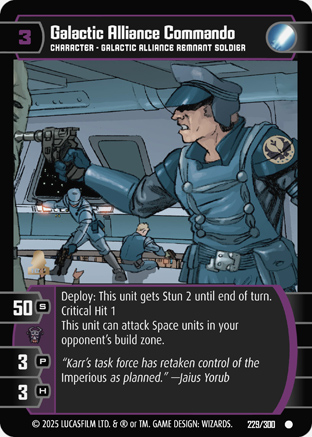 3 Galactic Alliance Commando
CHARACTER • GALACTIC ALLIANCE REMNANT SOLDIER
50 S
3 P
3 H
Deploy: This unit gets Stun 2 until end of turn.
Critical Hit 1
This unit can attack Space units in your
opponent's build zone.
“Karr's task force has retaken control of the
Imperious as planned.” —Jaius Yorub
© 2025 LUCASFILM LTD. & ® or TM. GAME DESIGN: WIZARDS. 229/300